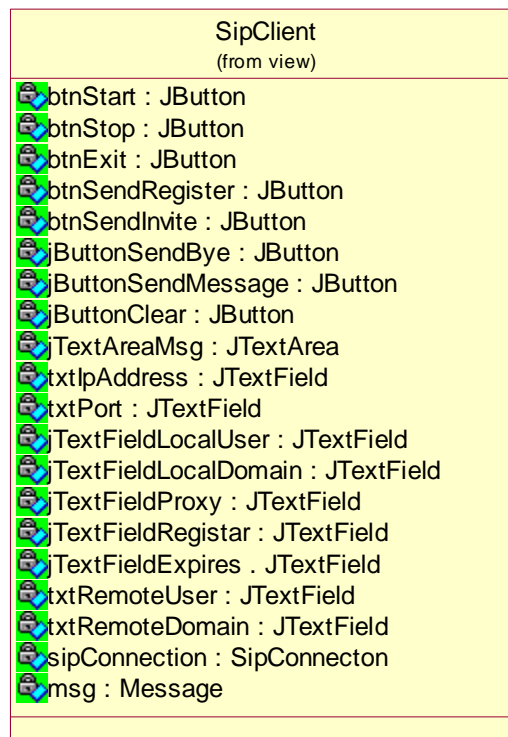 SipClient
(from view)
btnStart : JButton
btnStop : JButton
btnExit : JButton
btnSendRegister : JButton
btnSendInvite : JButton
jButtonSendBye : JButton
jButtonSendMessage : JButton
jButtonClear : JButton
jTextAreaMsg : JTextArea
txtIpAddress : JTextField
txtPort : JTextField
jTextFieldLocalUser : JTextField
jTextFieldLocalDomain : JTextField
jTextFieldProxy : JTextField
jTextFieldRegistar : JTextField
jTextFieldExpires . JTextField
txtRemoteUser : JTextField
txtRemoteDomain : JTextField
sipConnection : SipConnecton
msg : Message